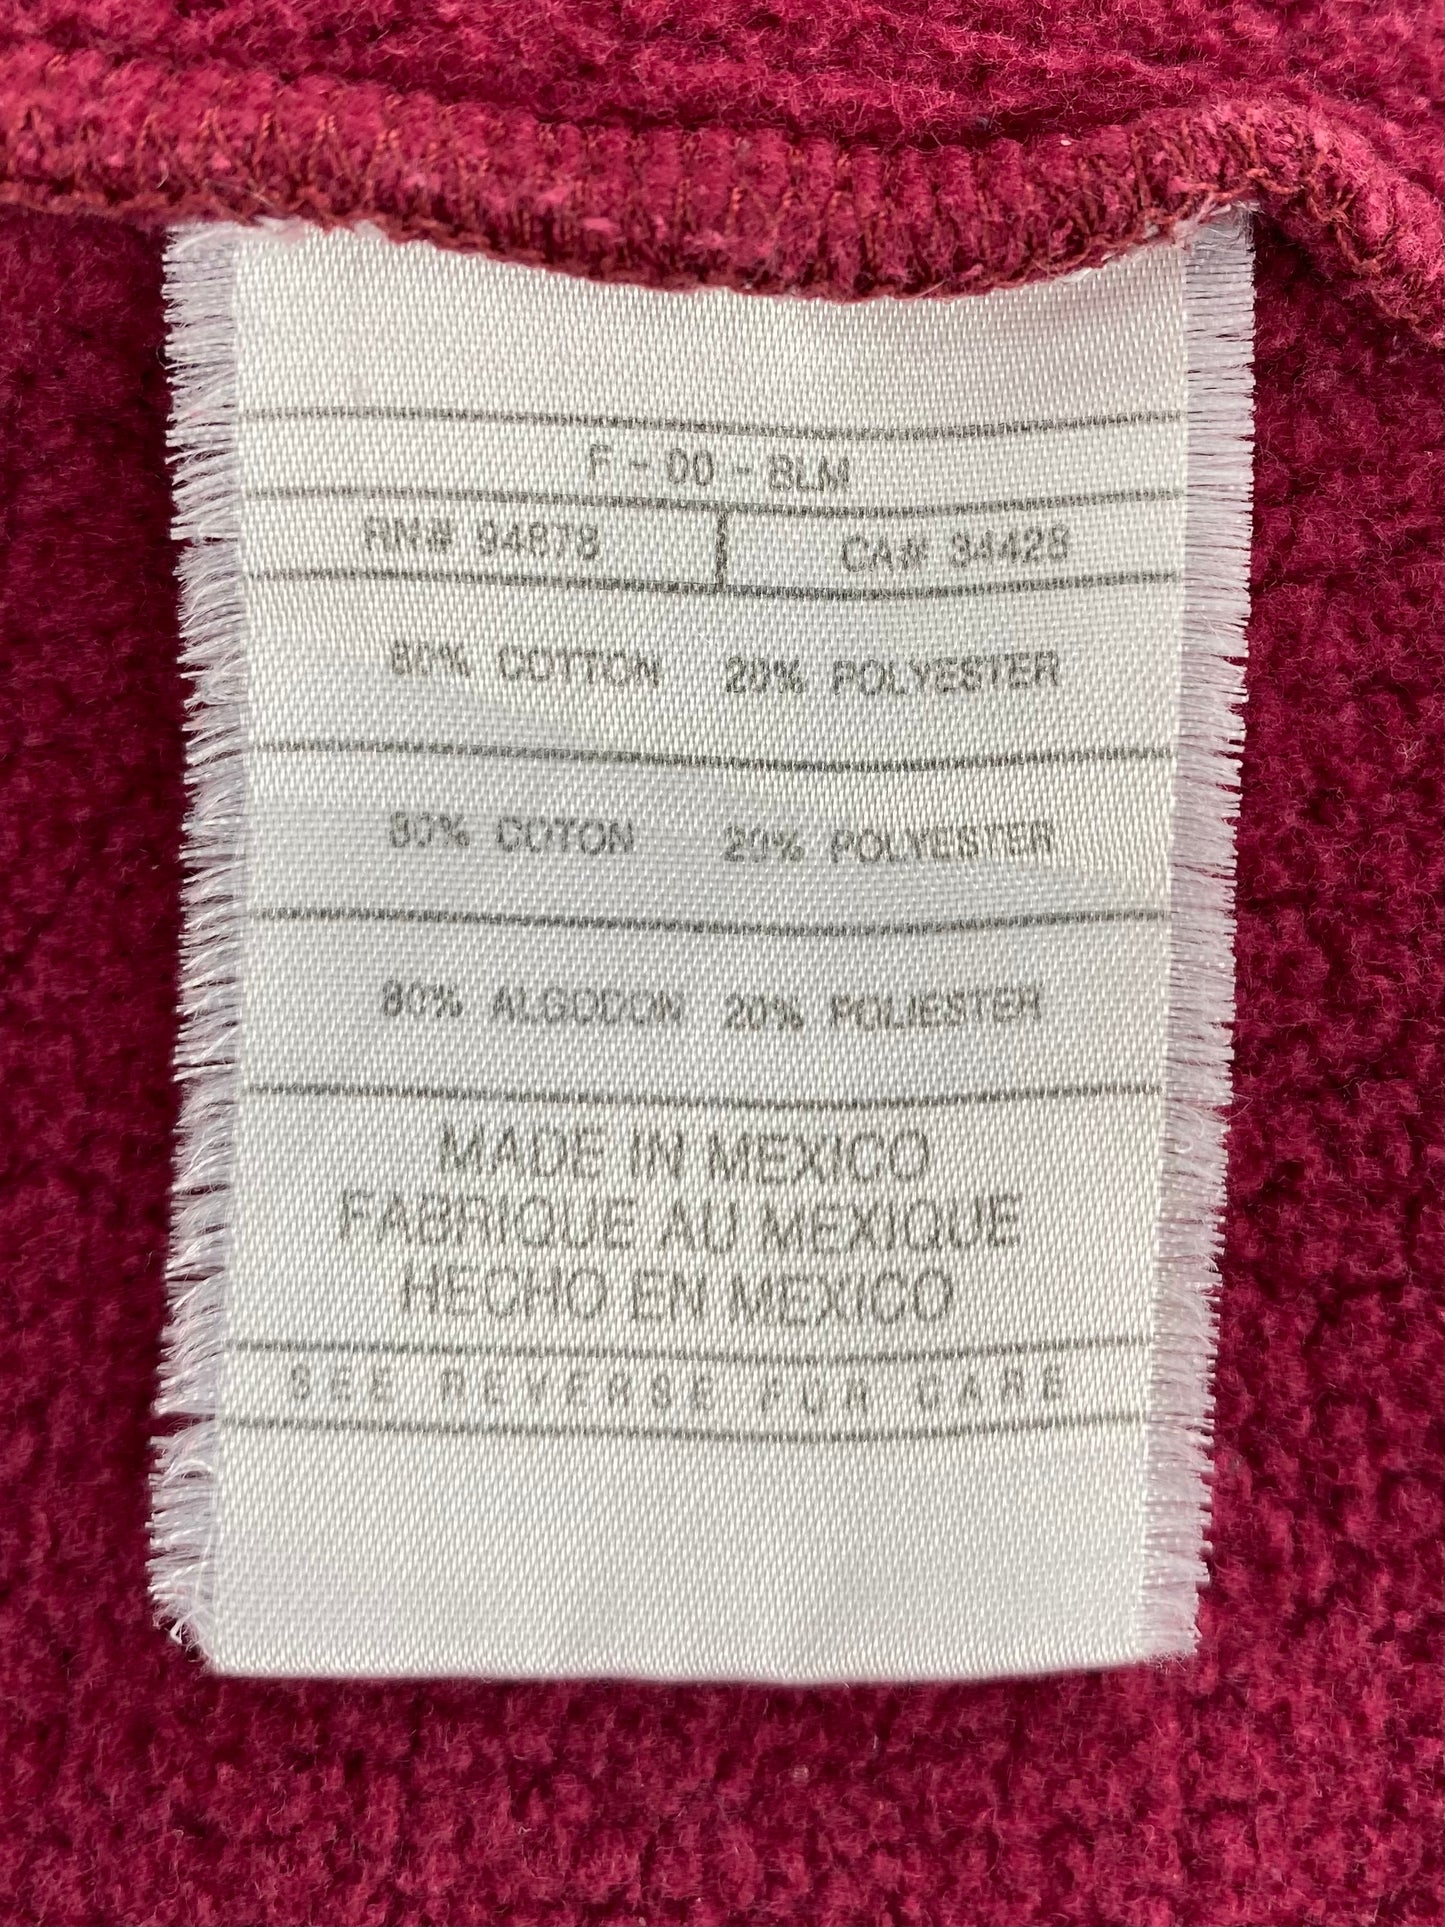 F - 00 - BLM
RN# 94878 CA# 34428
80% COTTON 20% POLYESTER
80% COTON 20% POLYESTER
80% ALGODON 20% POLIESTER
MADE IN MEXICO
FABRIQUE AU MEXIQUE
HECHO EN MEXICO
SEE REVERSE FOR CARE